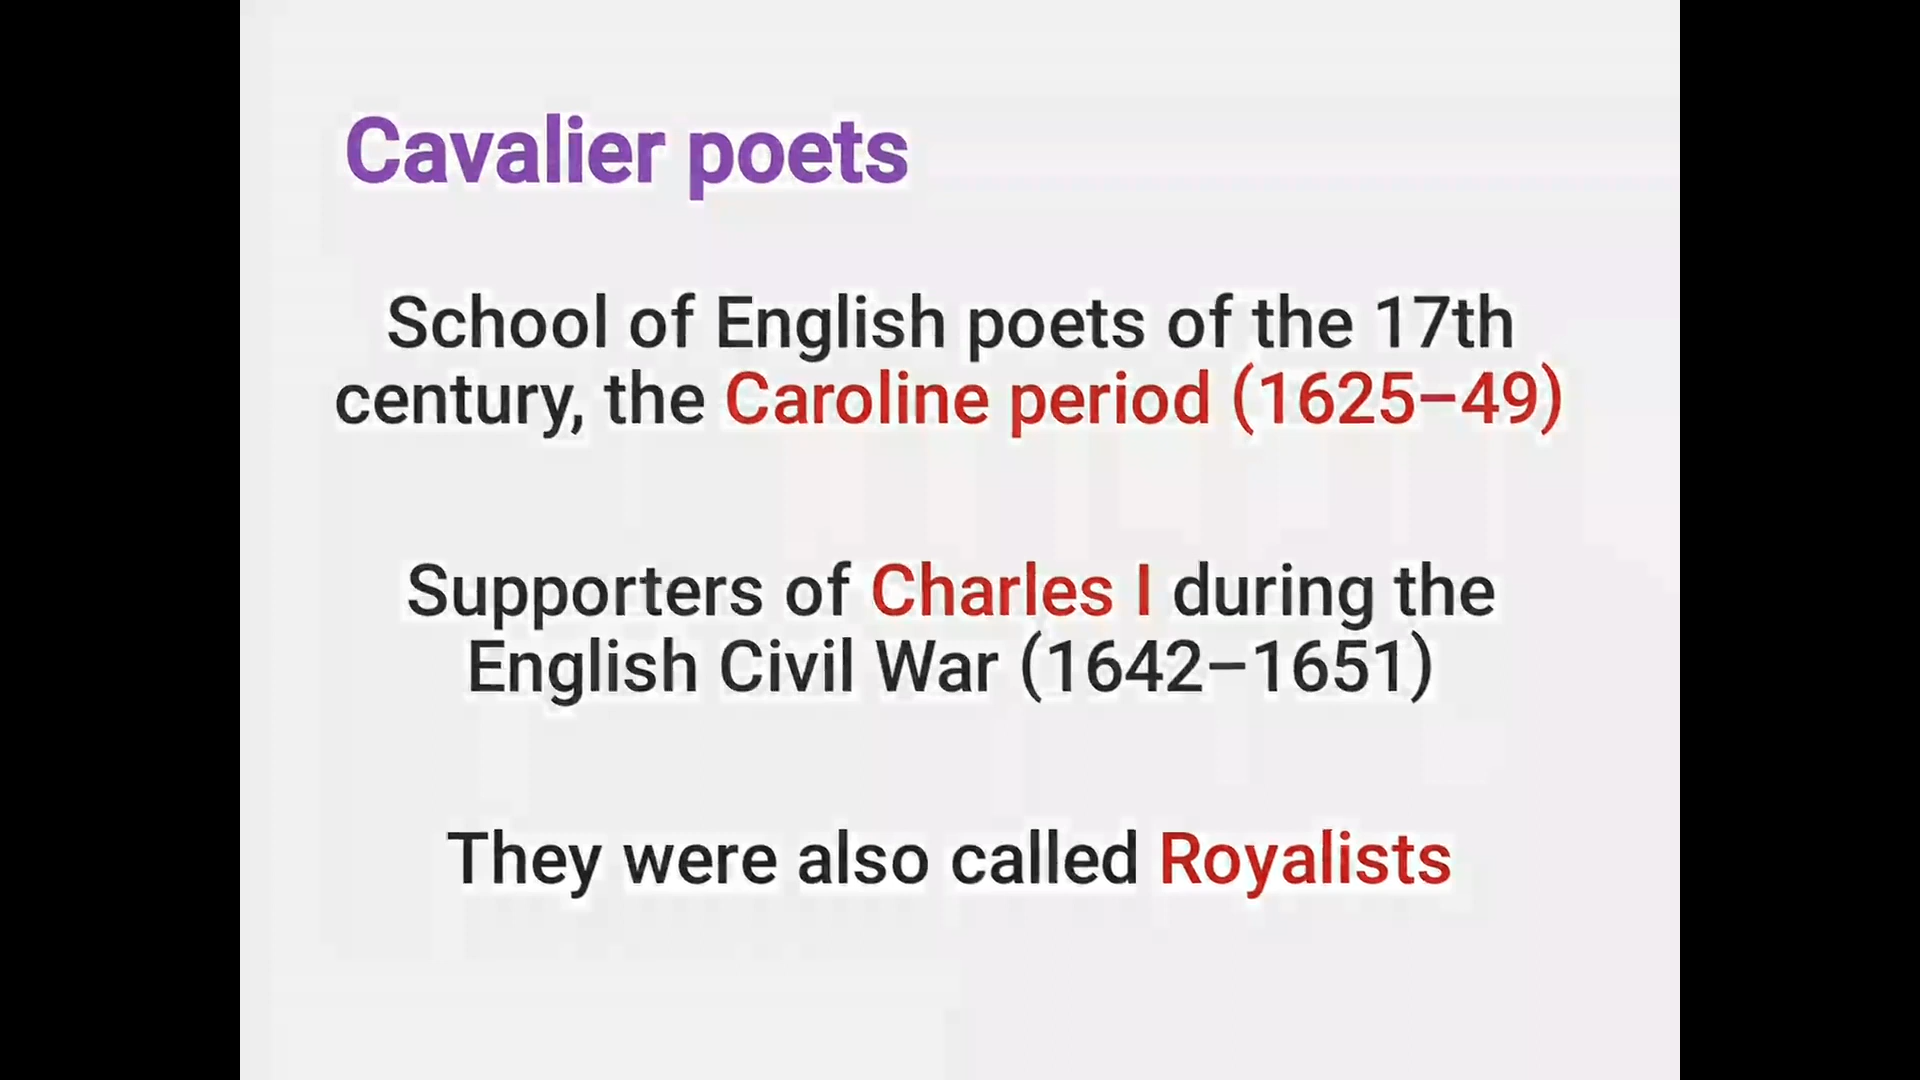 Cavalier poets
School of English poets of the 17th
century, the Caroline period (1625–49)
Supporters of Charles I during the
English Civil War (1642–1651)
They were also called Royalists